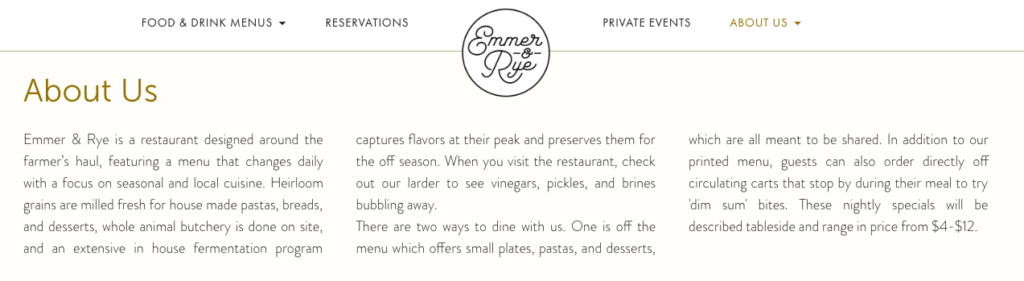 FOOD & DRINK MENUS
RESERVATIONS
Emmer
&
Rye
PRIVATE EVENTS
ABOUT US
About Us
Emmer & Rye is a restaurant designed around the
farmer’s haul, featuring a menu that changes daily
with a focus on seasonal and local cuisine. Heirloom
grains are milled fresh for house made pastas, breads,
and desserts, whole animal butchery is done on site,
and an extensive in house fermentation program
captures flavors at their peak and preserves them for
the off season. When you visit the restaurant, check
out our larder to see vinegars, pickles, and brines
bubbling away.
There are two ways to dine with us. One is off the
menu which offers small plates, pastas, and desserts,
which are all meant to be shared. In addition to our
printed menu, guests can also order directly off
circulating carts that stop by during their meal to try
'dim sum' bites. These nightly specials will be
described tableside and range in price from $4-$12.